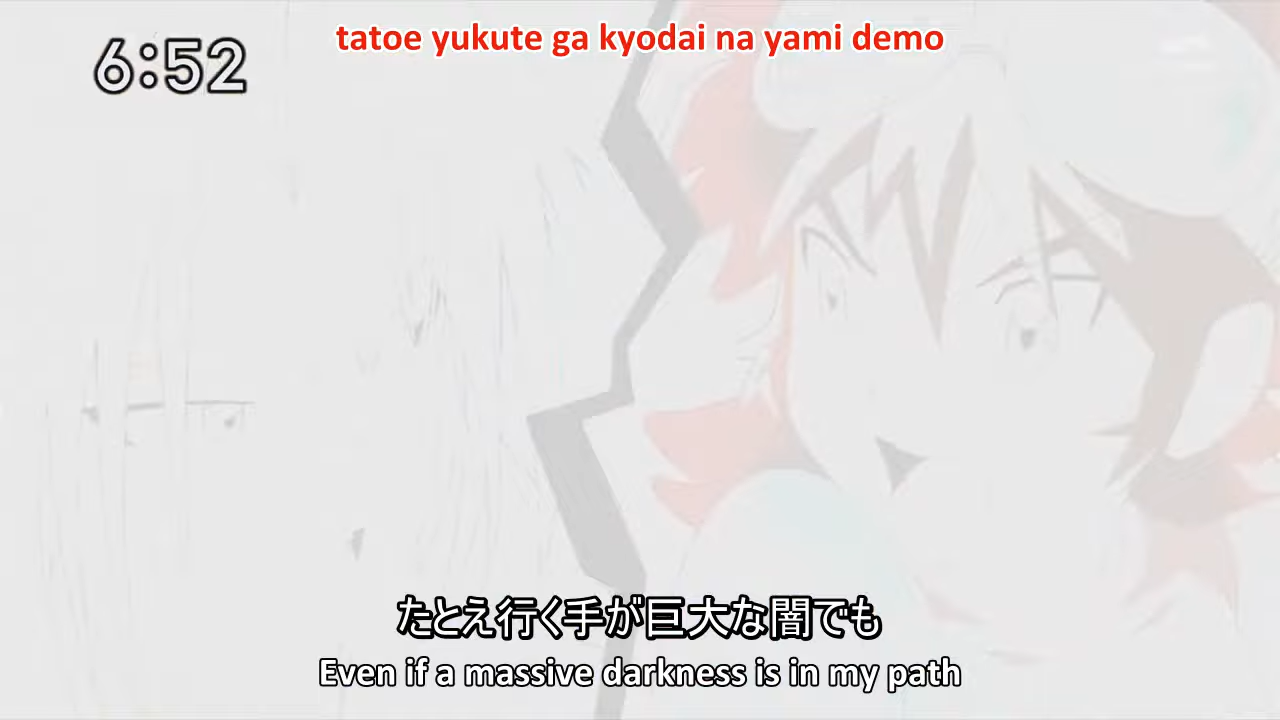 tatoe yukute ga kyodai na yami demo
6:52
たとえ行く手が巨大な闇でも
Even if a massive darkness is in my path